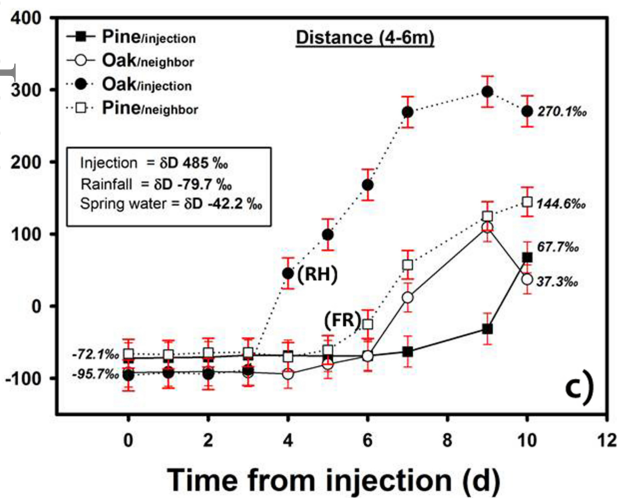 400
300
200
100
0
-100
Pine/injection
Oak/neighbor
Oak/injection
Pine/neighbor
Distance (4-6m)
Injection = δD 485 ‰
Rainfall = δD -79.7 ‰
Spring water = δD -42.2 ‰
270.1‰
144.6‰
67.7‰
37.3‰
(RH)
(FR)
-72.1‰
-95.7‰
c)
0 2 4 6 8 10 12
Time from injection (d)